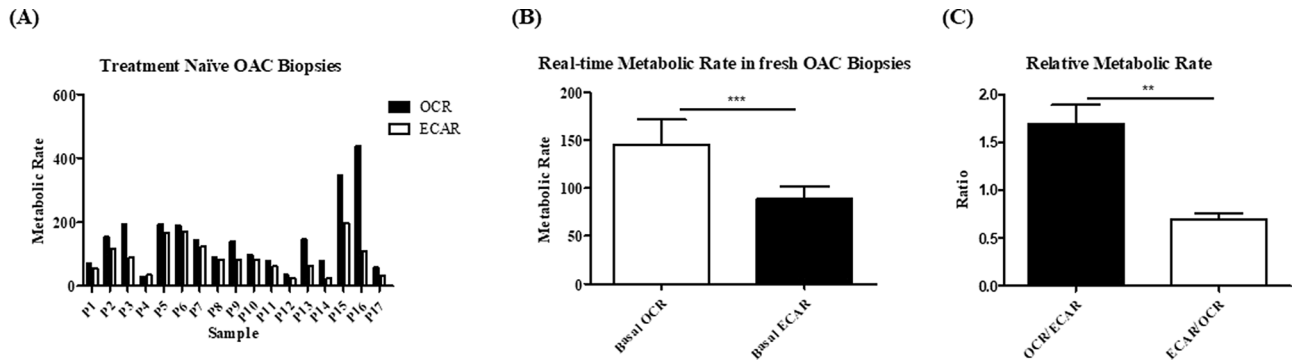 (A)
Treatment Naïve OAC Biopsies
Metabolic Rate
600
400
200
0
OCR
ECAR
P1 P2 P3 P4 P5 P6 P7 P8 P9 P10 P11 P12 P13 P14 P15 P16 P17
Sample
(B)
Real-time Metabolic Rate in fresh OAC Biopsies
Metabolic Rate
200
150
100
50
0
***
Basal OCR
Basal ECAR
(C)
Relative Metabolic Rate
Ratio
2.0
1.5
1.0
0.5
0.0
**
OCR/ECAR
ECAR/OCR